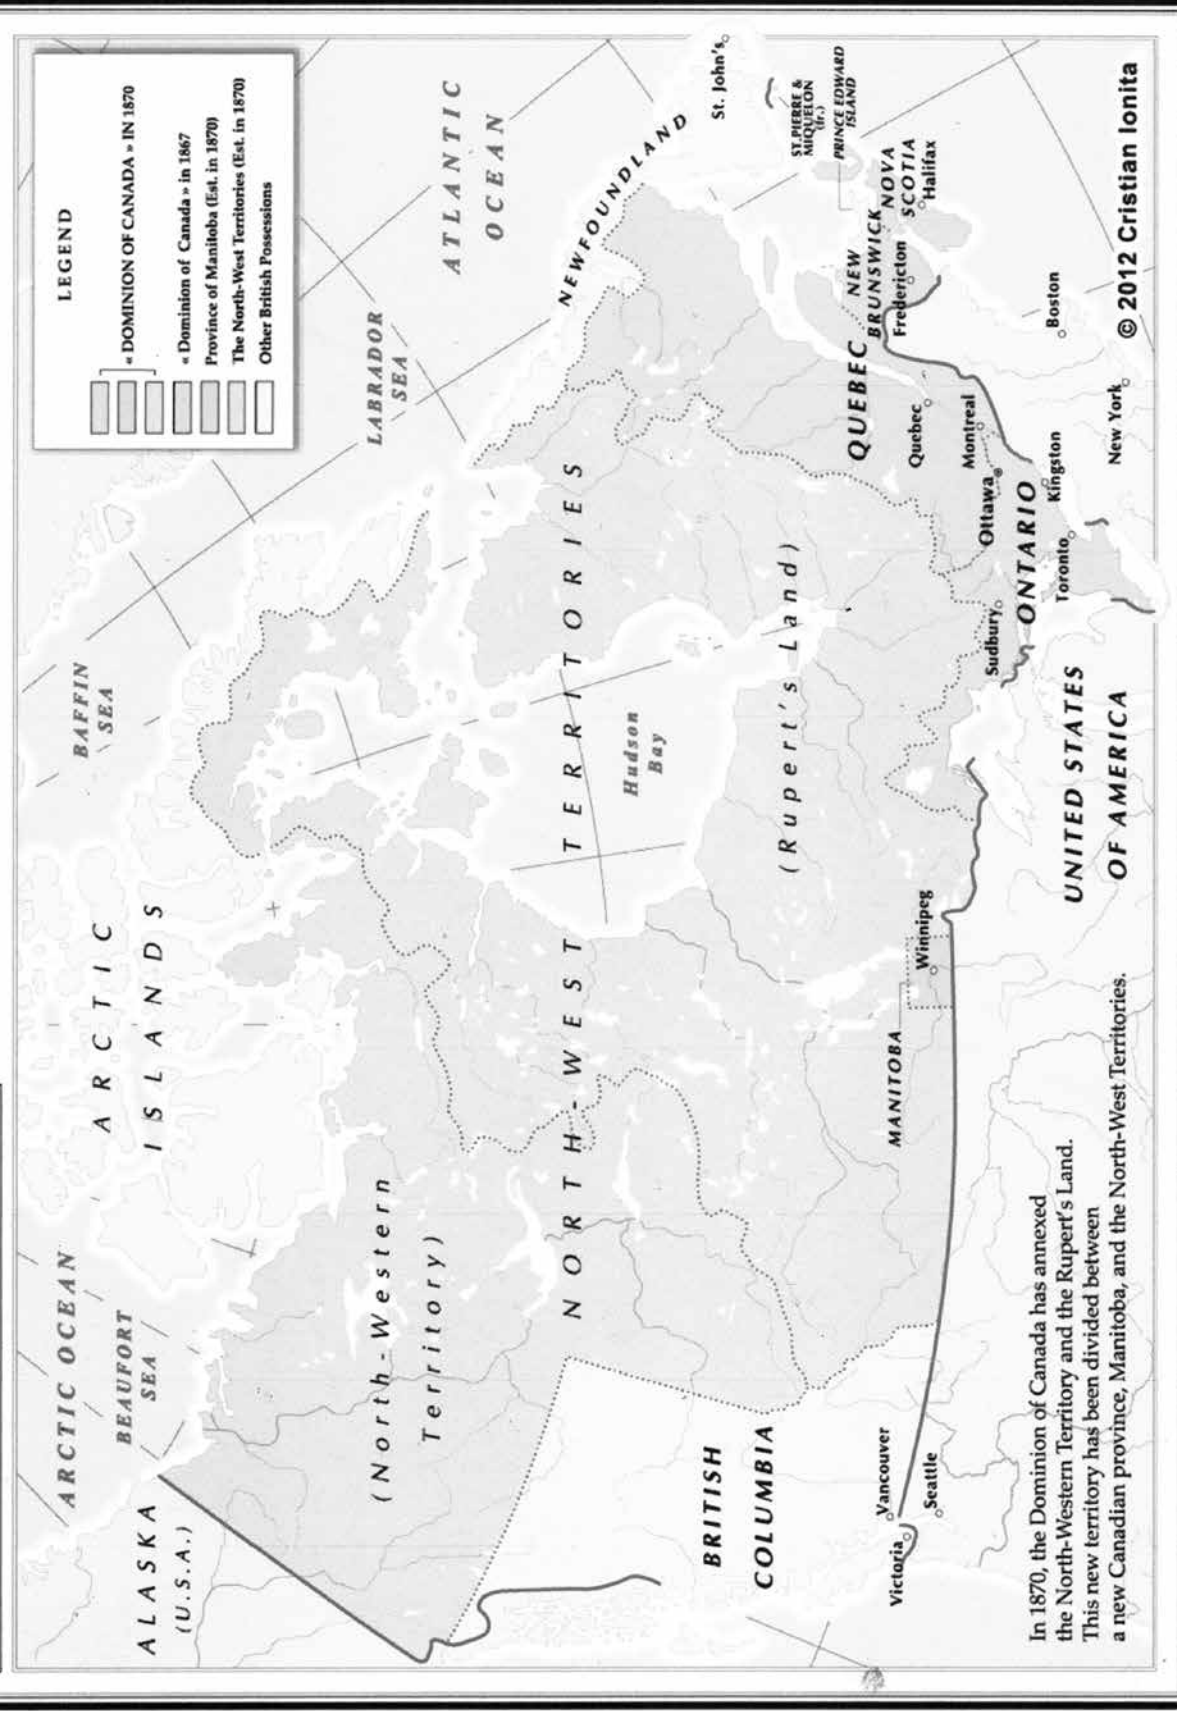 LEGEND
« DOMINION OF CANADA » IN 1870
« Dominion of Canada » in 1867
Province of Manitoba (Est. in 1870)
The North-West Territories (Est. in 1870)
Other British Possessions
ARCTIC OCEAN
BEAUFORT
SEA
ALASKA
(U.S.A.)
ARCTIC
ISLANDS
BAFFIN
SEA
LABRADOR
SEA
ATLANTIC
OCEAN
(North-Western
Territory)
NORTH-WEST TERRITORIES
Hudson
Bay
(Rupert's Land)
NEWFOUNDLAND
St. John's
ST.PIERRE &
MIQUELON
(fr.)
PRINCE EDWARD
ISLAND
NOVA
SCOTIA
Halifax
NEW
BRUNSWICK
Fredericton
QUEBEC
Quebec
Montreal
Ottawa
ONTARIO
Kingston
Toronto
Sudbury
Boston
New York
BRITISH
COLUMBIA
Vancouver
Victoria
Seattle
MANITOBA
Winnipeg
UNITED STATES
OF AMERICA
In 1870, the Dominion of Canada has annexed
the North-Western Territory and the Rupert's Land.
This new territory has been divided between
a new Canadian province, Manitoba, and the North-West Territories.
© 2012 Cristian Ionita